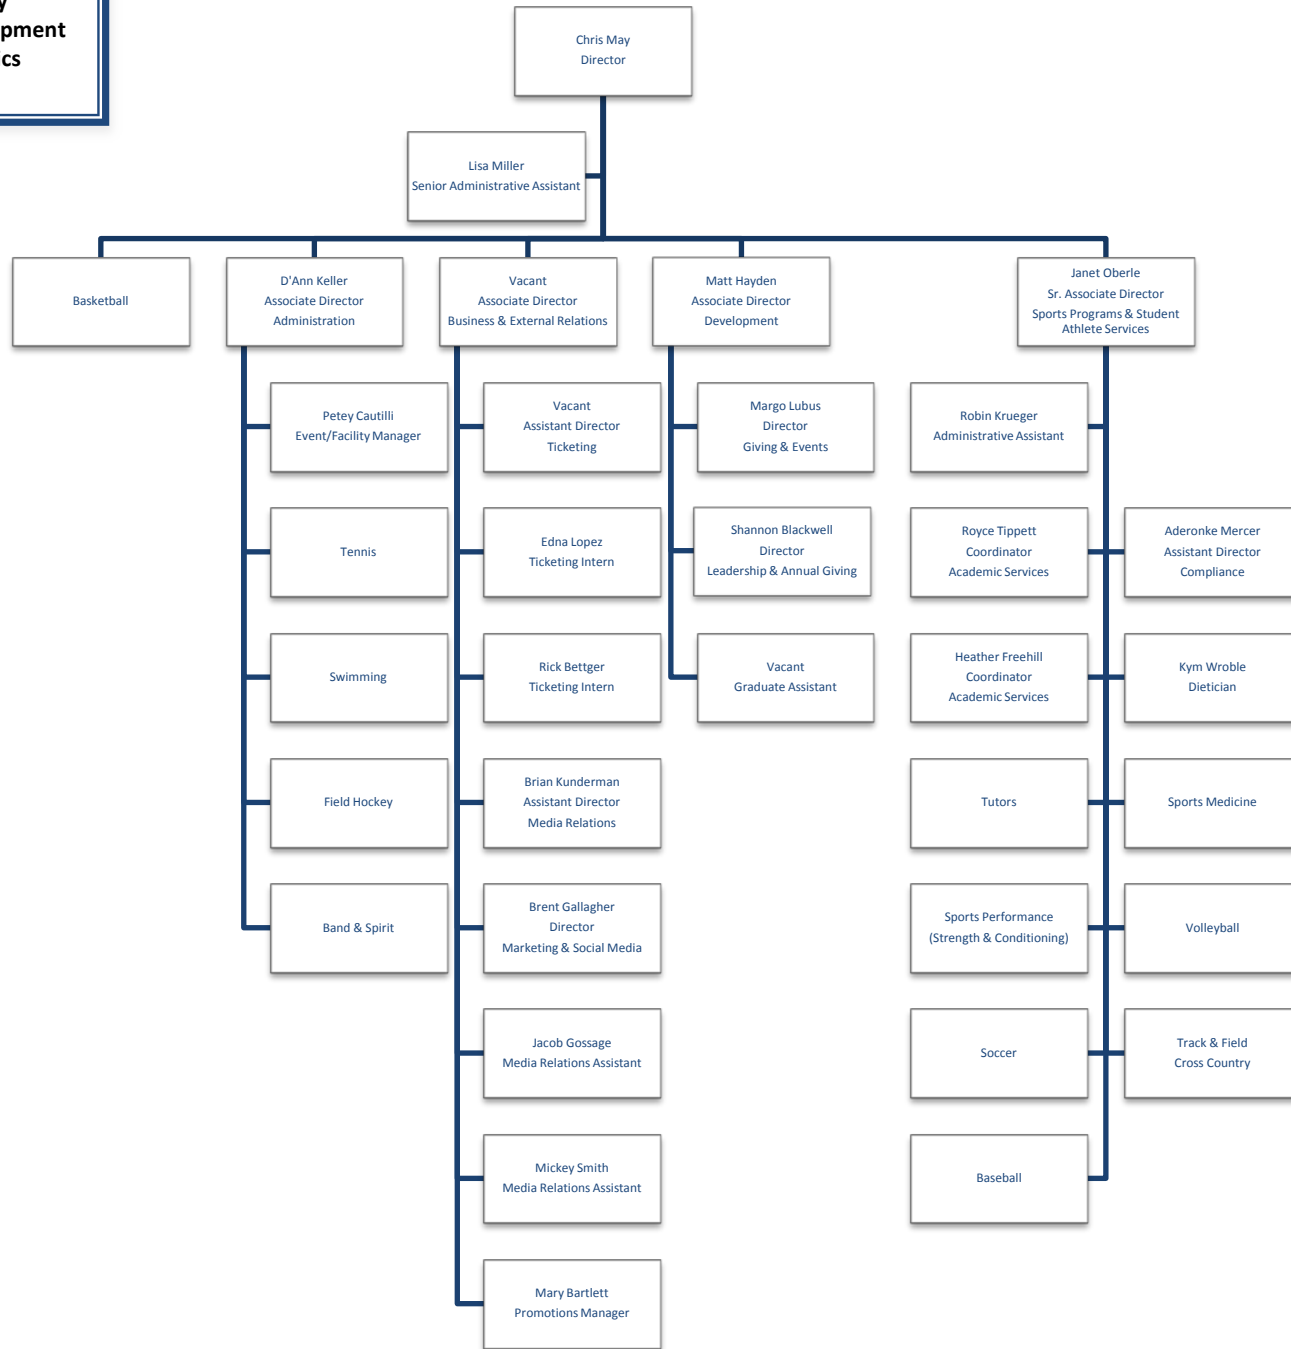 pment
Chris May
Director
Lisa Miller
Senior Administrative Assistant
Basketball
D'Ann Keller
Associate Director
Administration
Vacant
Associate Director
Business & External Relations
Matt Hayden
Associate Director
Development
Janet Oberle
Sr. Associate Director
Sports Programs & Student
Athlete Services
Petey Cautilli
Event/Facility Manager
Vacant
Assistant Director
Ticketing
Margo Lubus
Director
Giving & Events
Robin Krueger
Administrative Assistant
Tennis
Edna Lopez
Ticketing Intern
Shannon Blackwell
Director
Leadership & Annual Giving
Royce Tippett
Coordinator
Academic Services
Aderonke Mercer
Assistant Director
Compliance
Swimming
Rick Bettger
Ticketing Intern
Vacant
Graduate Assistant
Heather Freehill
Coordinator
Academic Services
Kym Wroble
Dietician
Field Hockey
Brian Kunderman
Assistant Director
Media Relations
Tutors
Sports Medicine
Band & Spirit
Brent Gallagher
Director
Marketing & Social Media
Sports Performance
(Strength & Conditioning)
Volleyball
Jacob Gossage
Media Relations Assistant
Soccer
Track & Field
Cross Country
Mickey Smith
Media Relations Assistant
Baseball
Mary Bartlett
Promotions Manager